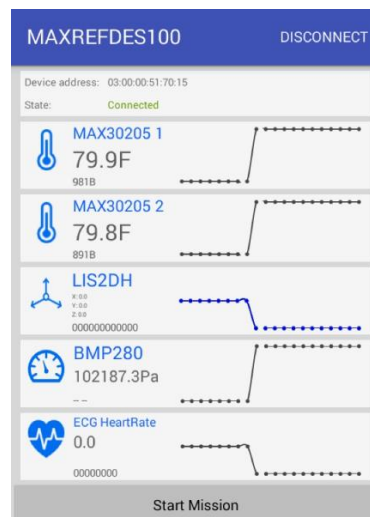 MAXREFDES100 DISCONNECT
Device address: 03:00:00:51:70:15
State: Connected
MAX30205 1
79.9F
981B
MAX30205 2
79.8F
891B
LIS2DH
X: 0.0
Y: 0.0
Z: 0.0
000000000000
BMP280
102187.3Pa
--
ECG HeartRate
0.0
00000000
Start Mission